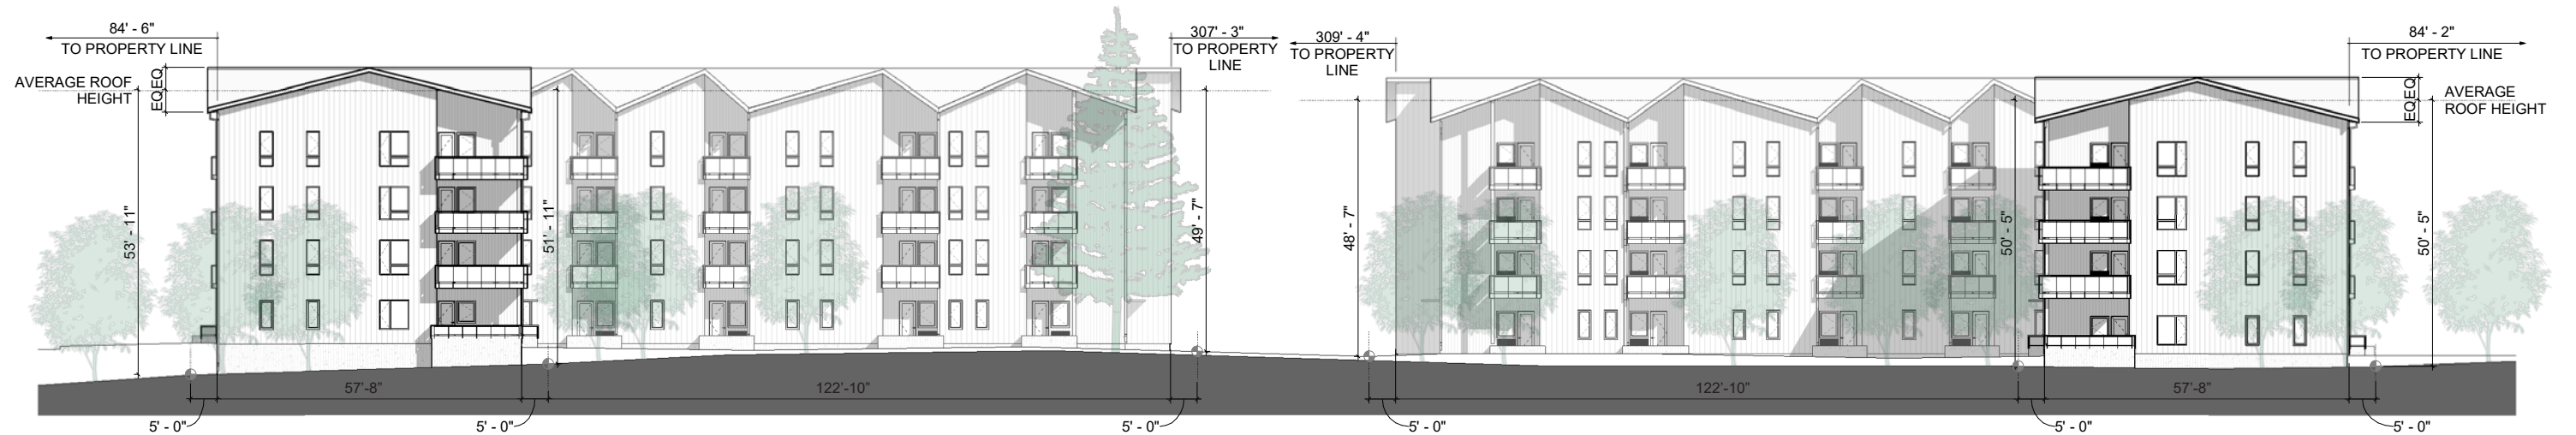 84' - 6"
TO PROPERTY LINE
AVERAGE ROOF
HEIGHT
EQ EQ
53' - 11"
51' - 11"
307' - 3"
TO PROPERTY
LINE
49' - 7"
309' - 4"
TO PROPERTY
LINE
48' - 7"
50' - 5"
84' - 2"
TO PROPERTY LINE
EQ EQ
AVERAGE
ROOF HEIGHT
50' - 5"
57'-8"
122'-10"
122'-10"
57'-8"
5' - 0"
5' - 0"
5' - 0"
5' - 0"
5' - 0"
5' - 0"